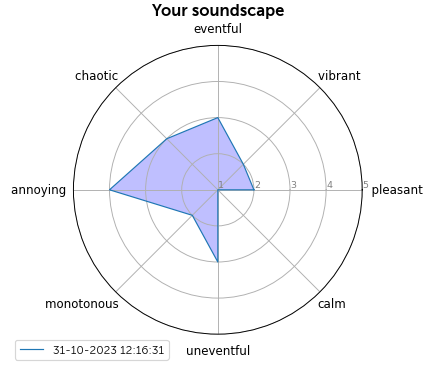 Your soundscape
eventful
chaotic
vibrant
annoying
1 2 3 4 5
pleasant
monotonous
calm
31-10-2023 12:16:31
uneventful